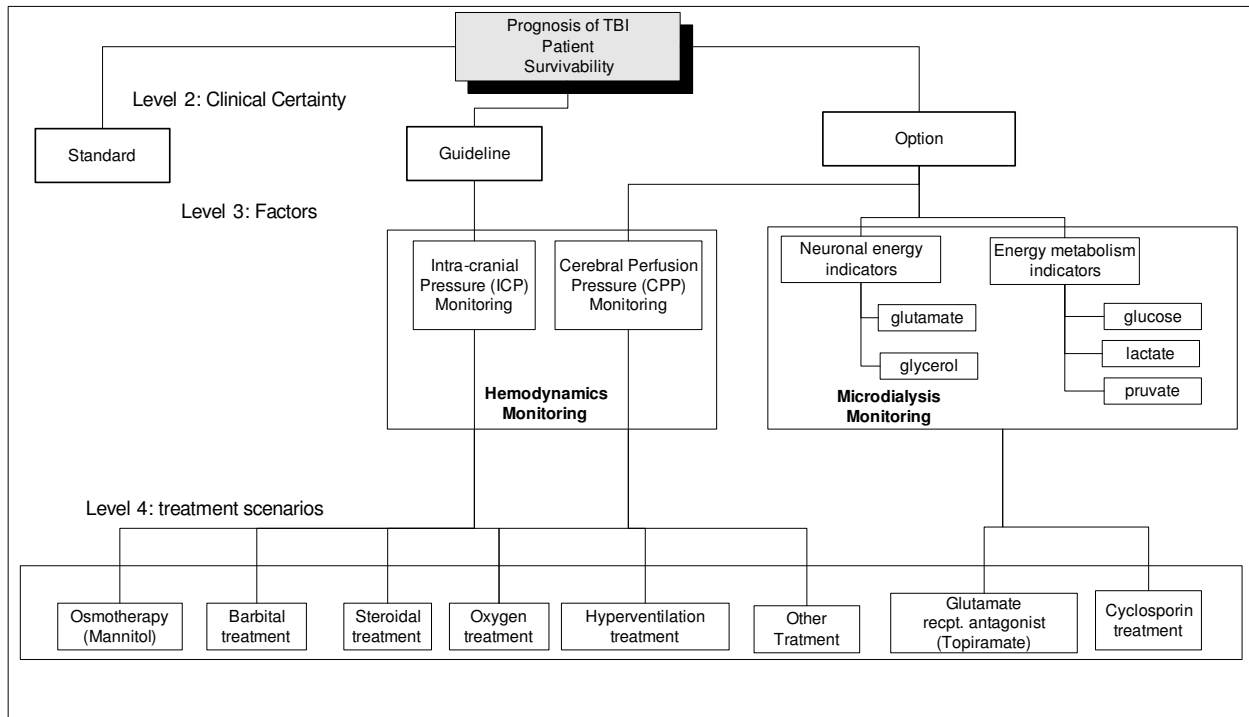 Prognosis of TBI
Patient
Survivability
Level 2: Clinical Certainty
Standard
Guideline
Option
Level 3: Factors
Intra-cranial
Pressure (ICP)
Monitoring
Cerebral Perfusion
Pressure (CPP)
Monitoring
Hemodynamics
Monitoring
Neuronal energy
indicators
glutamate
glycerol
Energy metabolism
indicators
glucose
lactate
pruvate
Microdialysis
Monitoring
Level 4: treatment scenarios
Osmotherapy
(Mannitol)
Barbital
treatment
Steroidal
treatment
Oxygen
treatment
Hyperventilation
treatment
Other
Tratment
Glutamate
recpt. antagonist
(Topiramate)
Cyclosporin
treatment